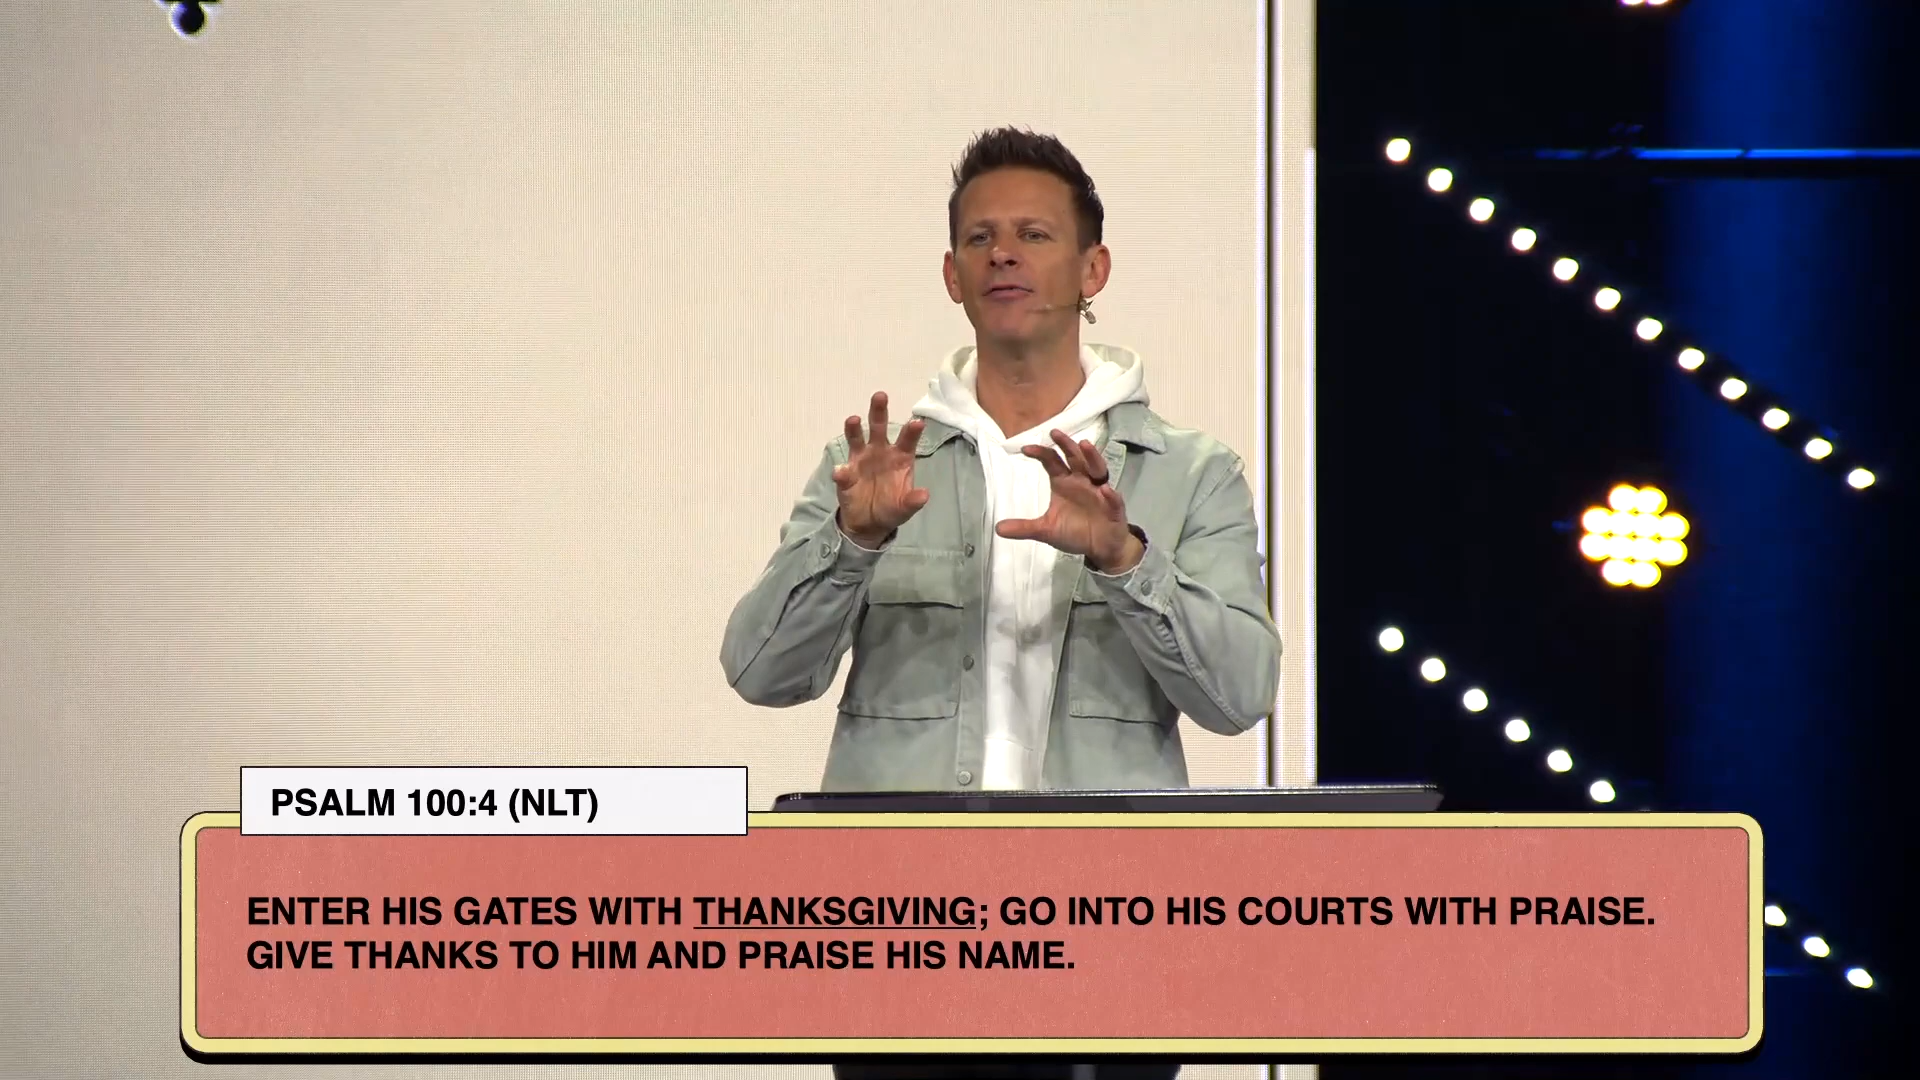 PSALM 100:4 (NLT)
ENTER HIS GATES WITH THANKSGIVING; GO INTO HIS COURTS WITH PRAISE.
GIVE THANKS TO HIM AND PRAISE HIS NAME.